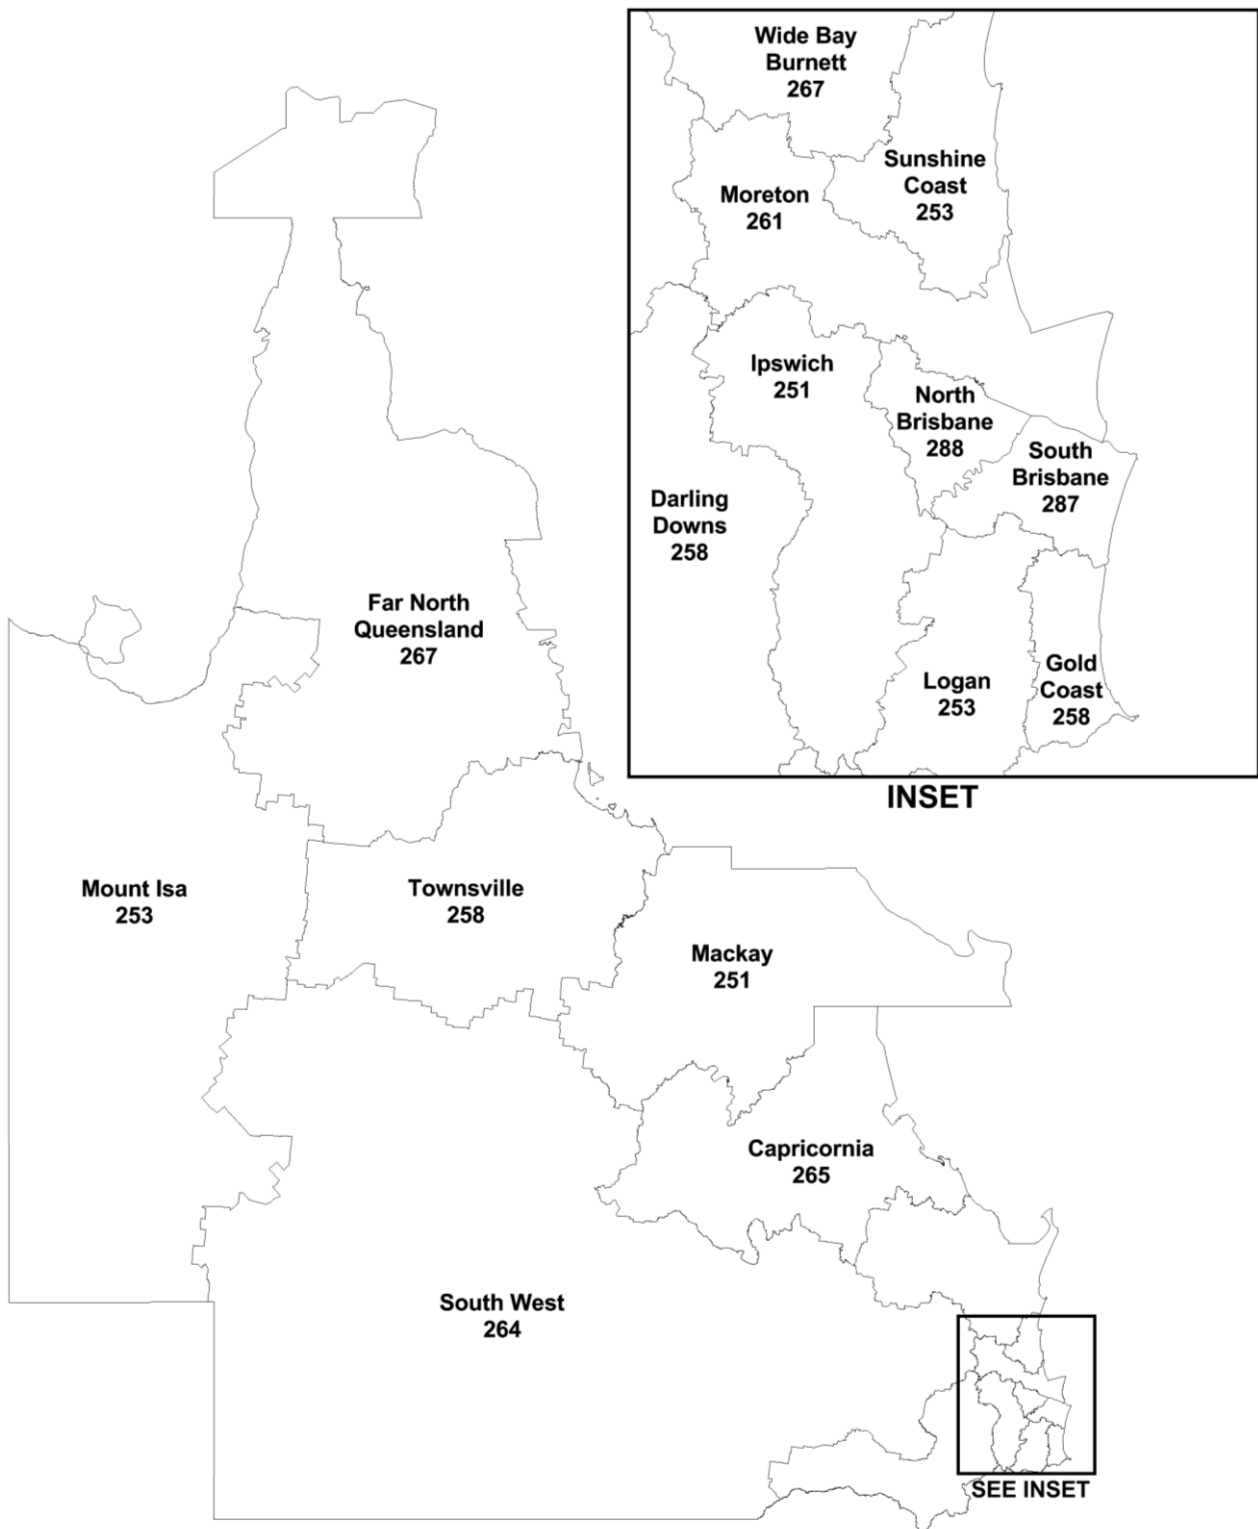 Wide Bay
Burnett
267
Sunshine
Coast
253
Moreton
261
Ipswich
251
North
Brisbane
288
South
Brisbane
287
Darling
Downs
258
Logan
253
Gold
Coast
258
INSET
Far North
Queensland
267
Mount Isa
253
Townsville
258
Mackay
251
Capricornia
265
South West
264
SEE INSET